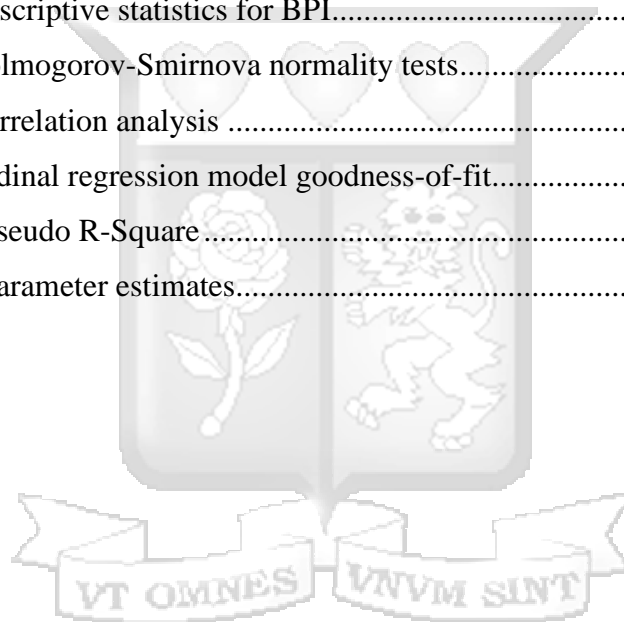 scriptive statistics for BPI................................................
olmogorov-Smirnova normality tests.........................
rrelation analysis ............................................................
dinal regression model goodness-of-fit....................
seudo R-Square................................................................
arameter estimates...........................................................
VT OMNES VNVM SINT